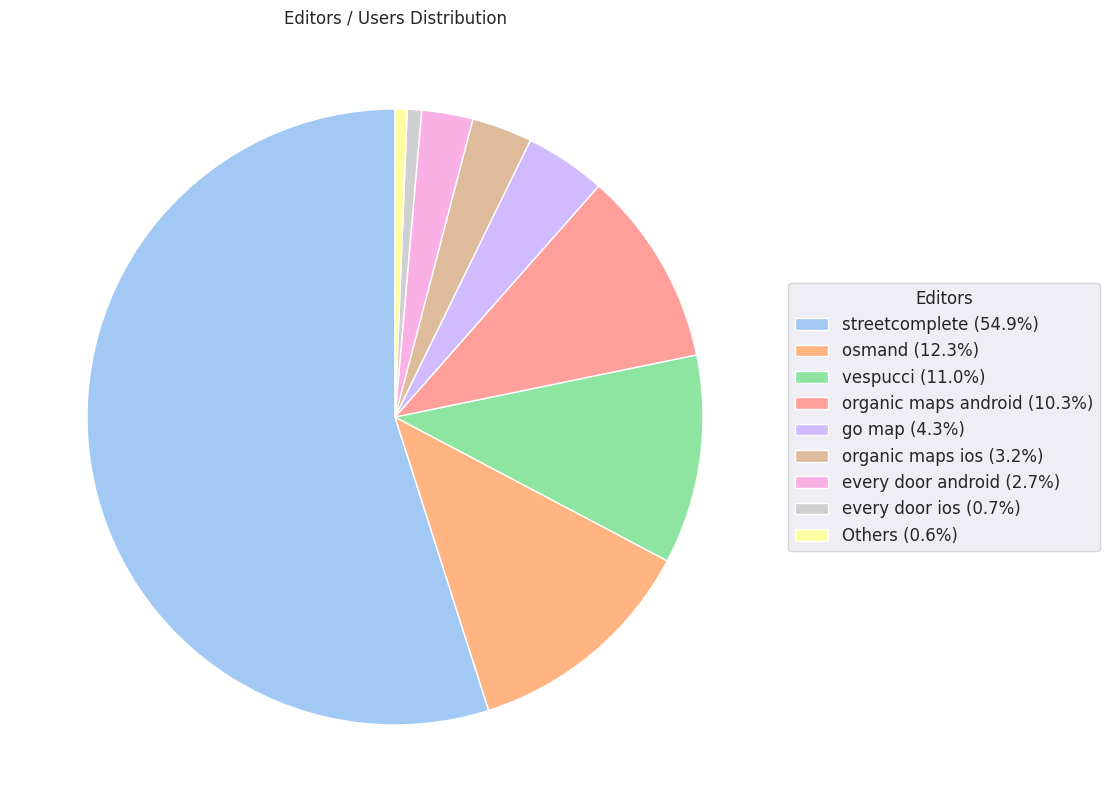 Editors / Users Distribution
Editors
streetcomplete (54.9%)
osmand (12.3%)
vespucci (11.0%)
organic maps android (10.3%)
go map (4.3%)
organic maps ios (3.2%)
every door android (2.7%)
every door ios (0.7%)
Others (0.6%)